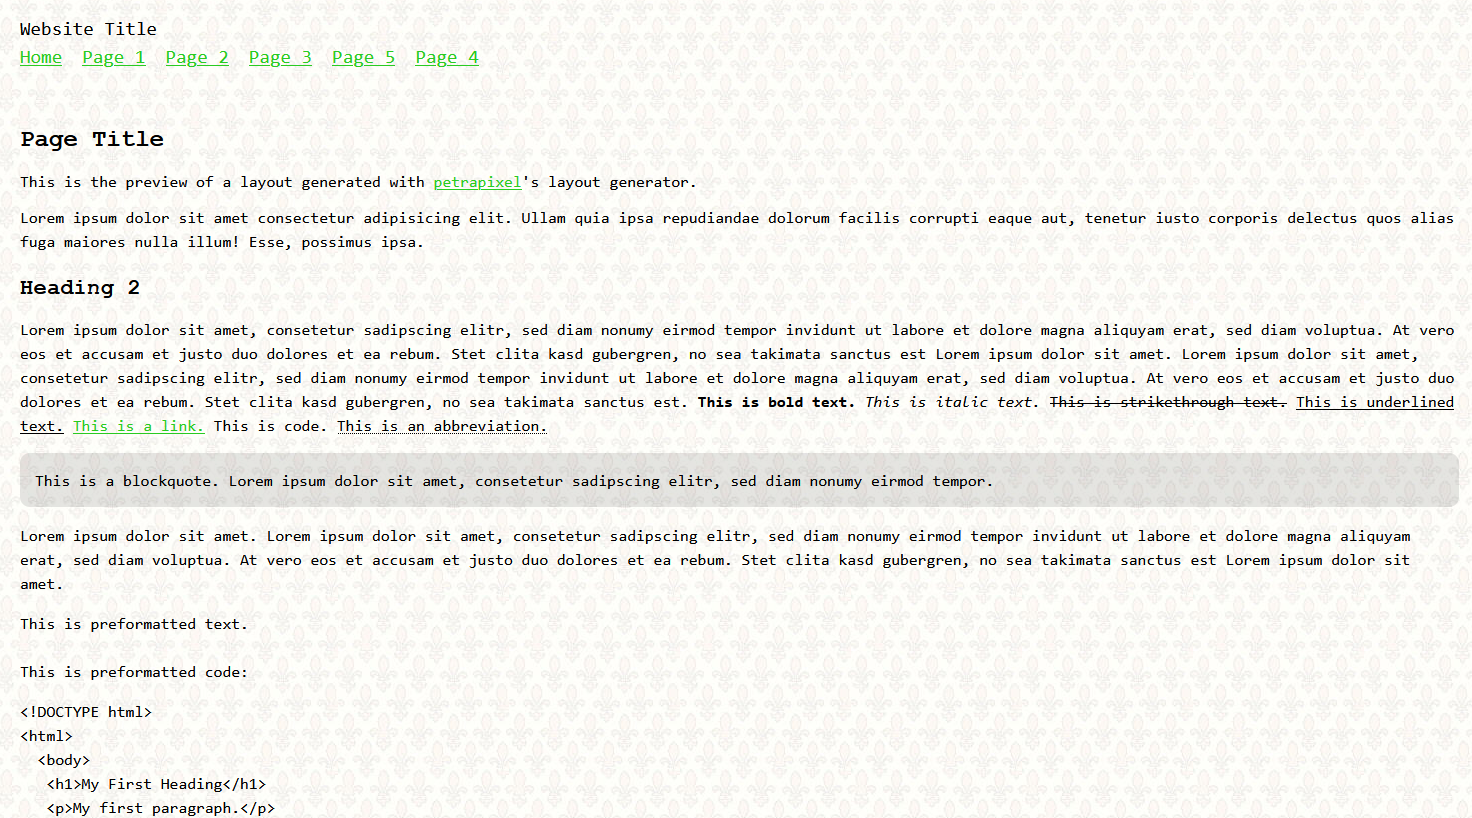 Website Title
Home Page 1 Page 2 Page 3 Page 5 Page 4
Page Title
This is the preview of a layout generated with petrapixel's layout generator.
Lorem ipsum dolor sit amet consectetur adipisicing elit. Ullam quia ipsa repudiandae dolorum facilis corrupti eaque aut, tenetur iusto corporis delectus quos alias
fuga maiores nulla illum! Esse, possimus ipsa.
Heading 2
Lorem ipsum dolor sit amet, consetetur sadipscing elitr, sed diam nonumy eirmod tempor invidunt ut labore et dolore magna aliquyam erat, sed diam voluptua. At vero
eos et accusam et justo duo dolores et ea rebum. Stet clita kasd gubergren, no sea takimata sanctus est Lorem ipsum dolor sit amet. Lorem ipsum dolor sit amet,
consetetur sadipscing elitr, sed diam nonumy eirmod tempor invidunt ut labore et dolore magna aliquyam erat, sed diam voluptua. At vero eos et accusam et justo duo
dolores et ea rebum. Stet clita kasd gubergren, no sea takimata sanctus est. This is bold text. This is italic text. This is strikethrough text. This is underlined
text. This is a link. This is code. This is an abbreviation.
This is a blockquote. Lorem ipsum dolor sit amet, consetetur sadipscing elitr, sed diam nonumy eirmod tempor.
Lorem ipsum dolor sit amet. Lorem ipsum dolor sit amet, consetetur sadipscing elitr, sed diam nonumy eirmod tempor invidunt ut labore et dolore magna aliquyam
erat, sed diam voluptua. At vero eos et accusam et justo duo dolores et ea rebum. Stet clita kasd gubergren, no sea takimata sanctus est Lorem ipsum dolor sit
amet.
This is preformatted text.
This is preformatted code:
<!DOCTYPE html>
<html>
<body>
<h1>My First Heading</h1>
<p>My first paragraph.</p>